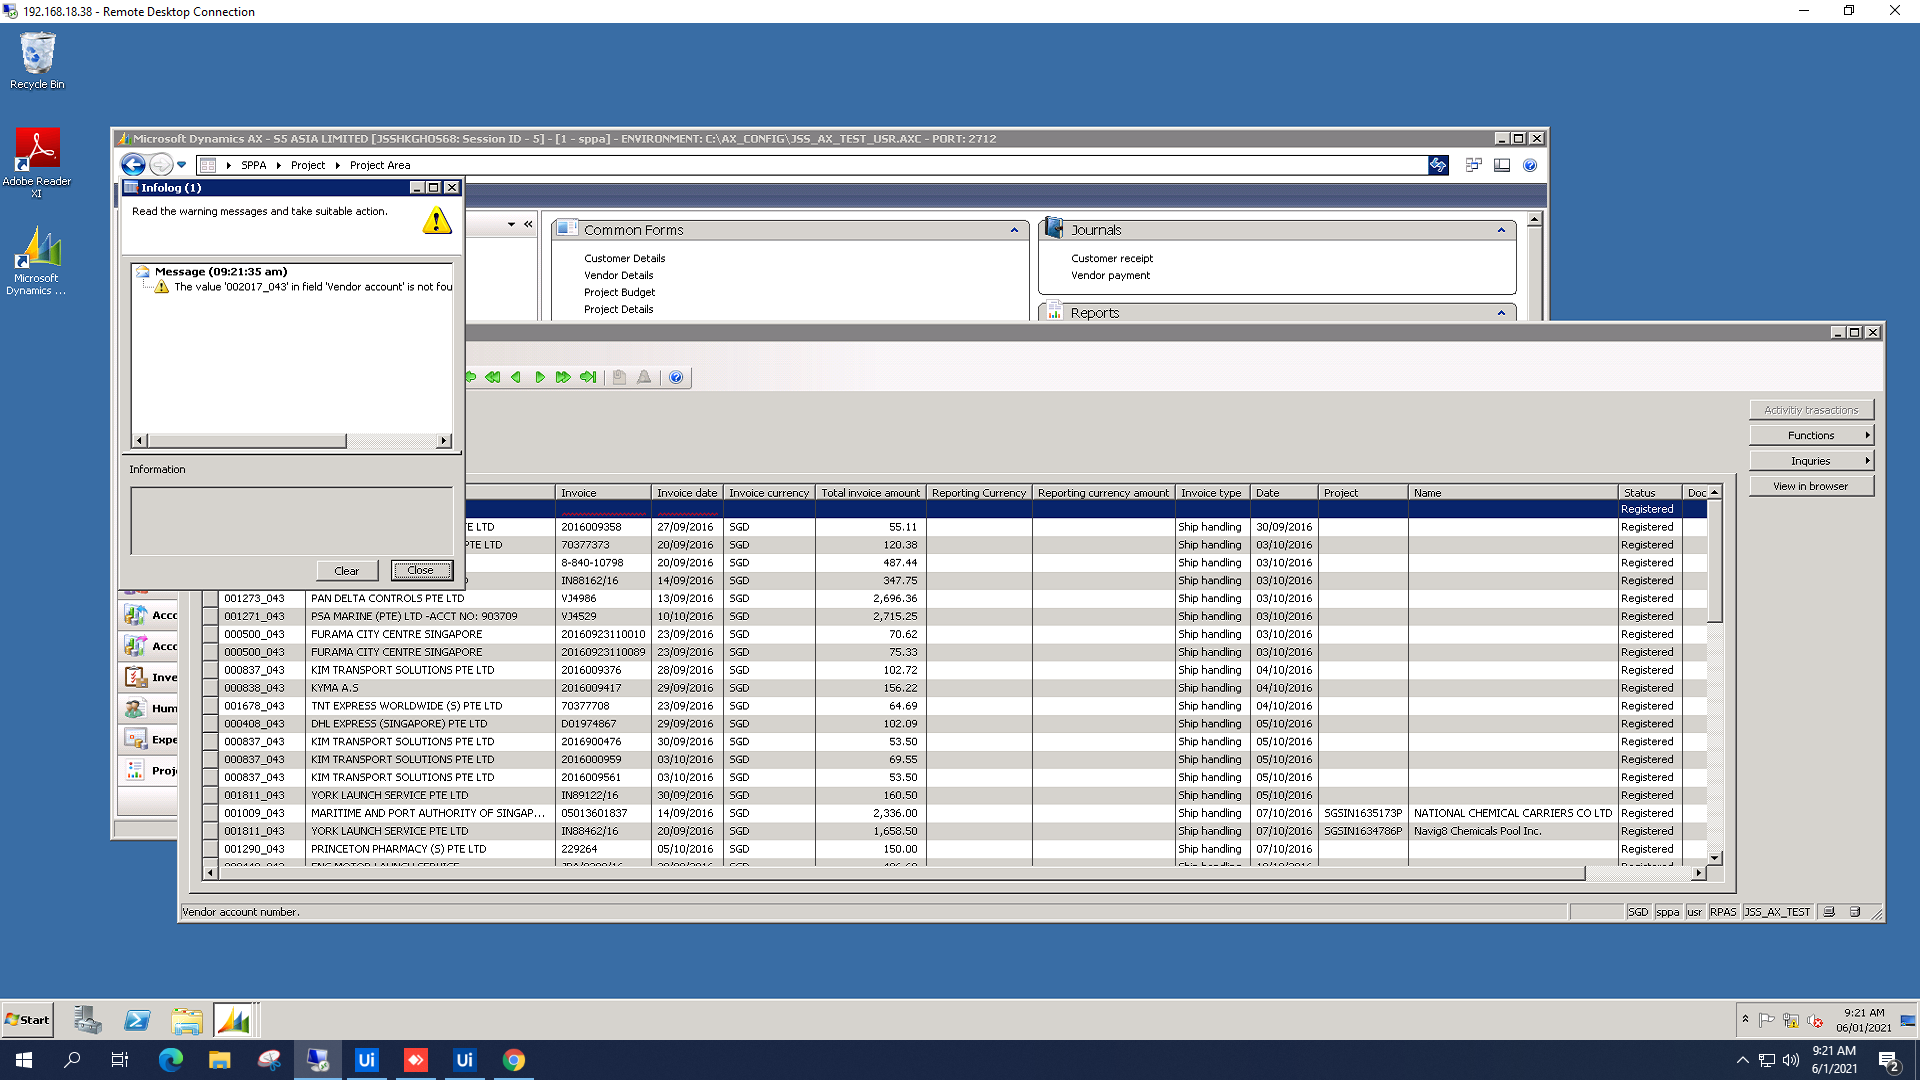 192.168.18.38 - Remote Desktop Connection
Recycle Bin
Adobe Reader
XI
Microsoft
Dynamics ...
Microsoft Dynamics AX - S5 ASIA LIMITED [JSSHKGHOS68: Session ID - 5] - [1 - sppa] - ENVIRONMENT: C:\AX_CONFIG\JSS_AX_TEST_USR.AXC - PORT: 2712
SPPA Project Project Area
Infolog (1)
Read the warning messages and take suitable action.
Message (09:21:35 am)
The value '002017_043' in field 'Vendor account' is not fou
Information
Clear Close
Common Forms
Customer Details
Vendor Details
Project Budget
Project Details
Journals
Customer receipt
Vendor payment
Reports
Activitiy trasactions
Functions
Inquries
View in browser
Invoice Invoice date Invoice currency Total invoice amount Reporting Currency Reporting currency amount Invoice type Date Project Name Status Doc
Registered
TE LTD 2016009358 27/09/2016 SGD 55.11 Ship handling 30/09/2016 Registered
PTE LTD 70377373 20/09/2016 SGD 120.38 Ship handling 03/10/2016 Registered
8-840-10798 20/09/2016 SGD 487.44 Ship handling 03/10/2016 Registered
IN88162/16 14/09/2016 SGD 347.75 Ship handling 03/10/2016 Registered
001273_043 PAN DELTA CONTROLS PTE LTD VJ4986 13/09/2016 SGD 2,696.36 Ship handling 03/10/2016 Registered
001271_043 PSA MARINE (PTE) LTD -ACCT NO: 903709 VJ4529 10/10/2016 SGD 2,715.25 Ship handling 03/10/2016 Registered
000500_043 FURAMA CITY CENTRE SINGAPORE 20160923110010 23/09/2016 SGD 70.62 Ship handling 03/10/2016 Registered
000500_043 FURAMA CITY CENTRE SINGAPORE 20160923110089 23/09/2016 SGD 75.33 Ship handling 03/10/2016 Registered
000837_043 KIM TRANSPORT SOLUTIONS PTE LTD 2016009376 28/09/2016 SGD 102.72 Ship handling 04/10/2016 Registered
000838_043 KYMA A.S 2016009417 29/09/2016 SGD 156.22 Ship handling 04/10/2016 Registered
001678_043 TNT EXPRESS WORLDWIDE (S) PTE LTD 70377708 23/09/2016 SGD 64.69 Ship handling 04/10/2016 Registered
000408_043 DHL EXPRESS (SINGAPORE) PTE LTD D01974867 29/09/2016 SGD 102.09 Ship handling 05/10/2016 Registered
000837_043 KIM TRANSPORT SOLUTIONS PTE LTD 2016900476 30/09/2016 SGD 53.50 Ship handling 05/10/2016 Registered
000837_043 KIM TRANSPORT SOLUTIONS PTE LTD 2016000959 03/10/2016 SGD 69.55 Ship handling 05/10/2016 Registered
000837_043 KIM TRANSPORT SOLUTIONS PTE LTD 2016009561 03/10/2016 SGD 53.50 Ship handling 05/10/2016 Registered
001811_043 YORK LAUNCH SERVICE PTE LTD IN89122/16 30/09/2016 SGD 160.50 Ship handling 05/10/2016 Registered
001009_043 MARITIME AND PORT AUTHORITY OF SINGAP... 05013601837 14/09/2016 SGD 2,336.00 Ship handling 07/10/2016 SGSIN1635173P NATIONAL CHEMICAL CARRIERS CO LTD Registered
001811_043 YORK LAUNCH SERVICE PTE LTD IN88462/16 20/09/2016 SGD 1,658.50 Ship handling 07/10/2016 SGSIN1634786P Navig8 Chemicals Pool Inc. Registered
001290_043 PRINCETON PHARMACY (S) PTE LTD 229264 05/10/2016 SGD 150.00 Ship handling 07/10/2016 Registered
Acco
Acco
Inve
Hum
Expe
Proj
Vendor account number.
SGD sppa usr RPAS JSS_AX_TEST
Start
9:21 AM
06/01/2021
Ui
Ui
9:21 AM
6/1/2021
2